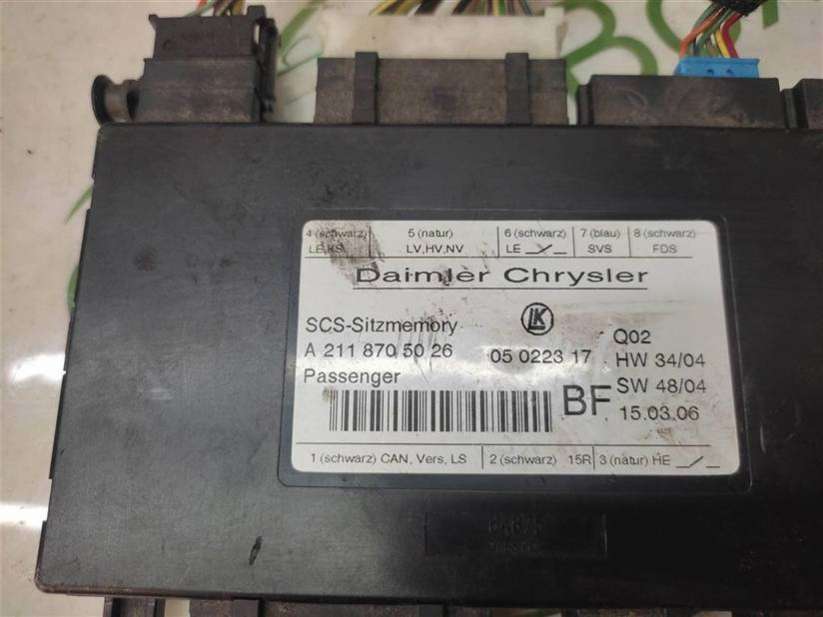 4 (schwarz) 5 (natur) 6 (schwarz) 7 (blau) 8 (schwarz)
LE,KS LV,HV,NV LE SVS FDS
Daimler Chrysler
SCS-Sitzmemory LK Q02
A 211 870 50 26 05 0223 17 HW 34/04
Passenger BF SW 48/04
15.03.06
1 (schwarz) CAN, Vers, LS 2 (schwarz) 15R 3 (natur) HE